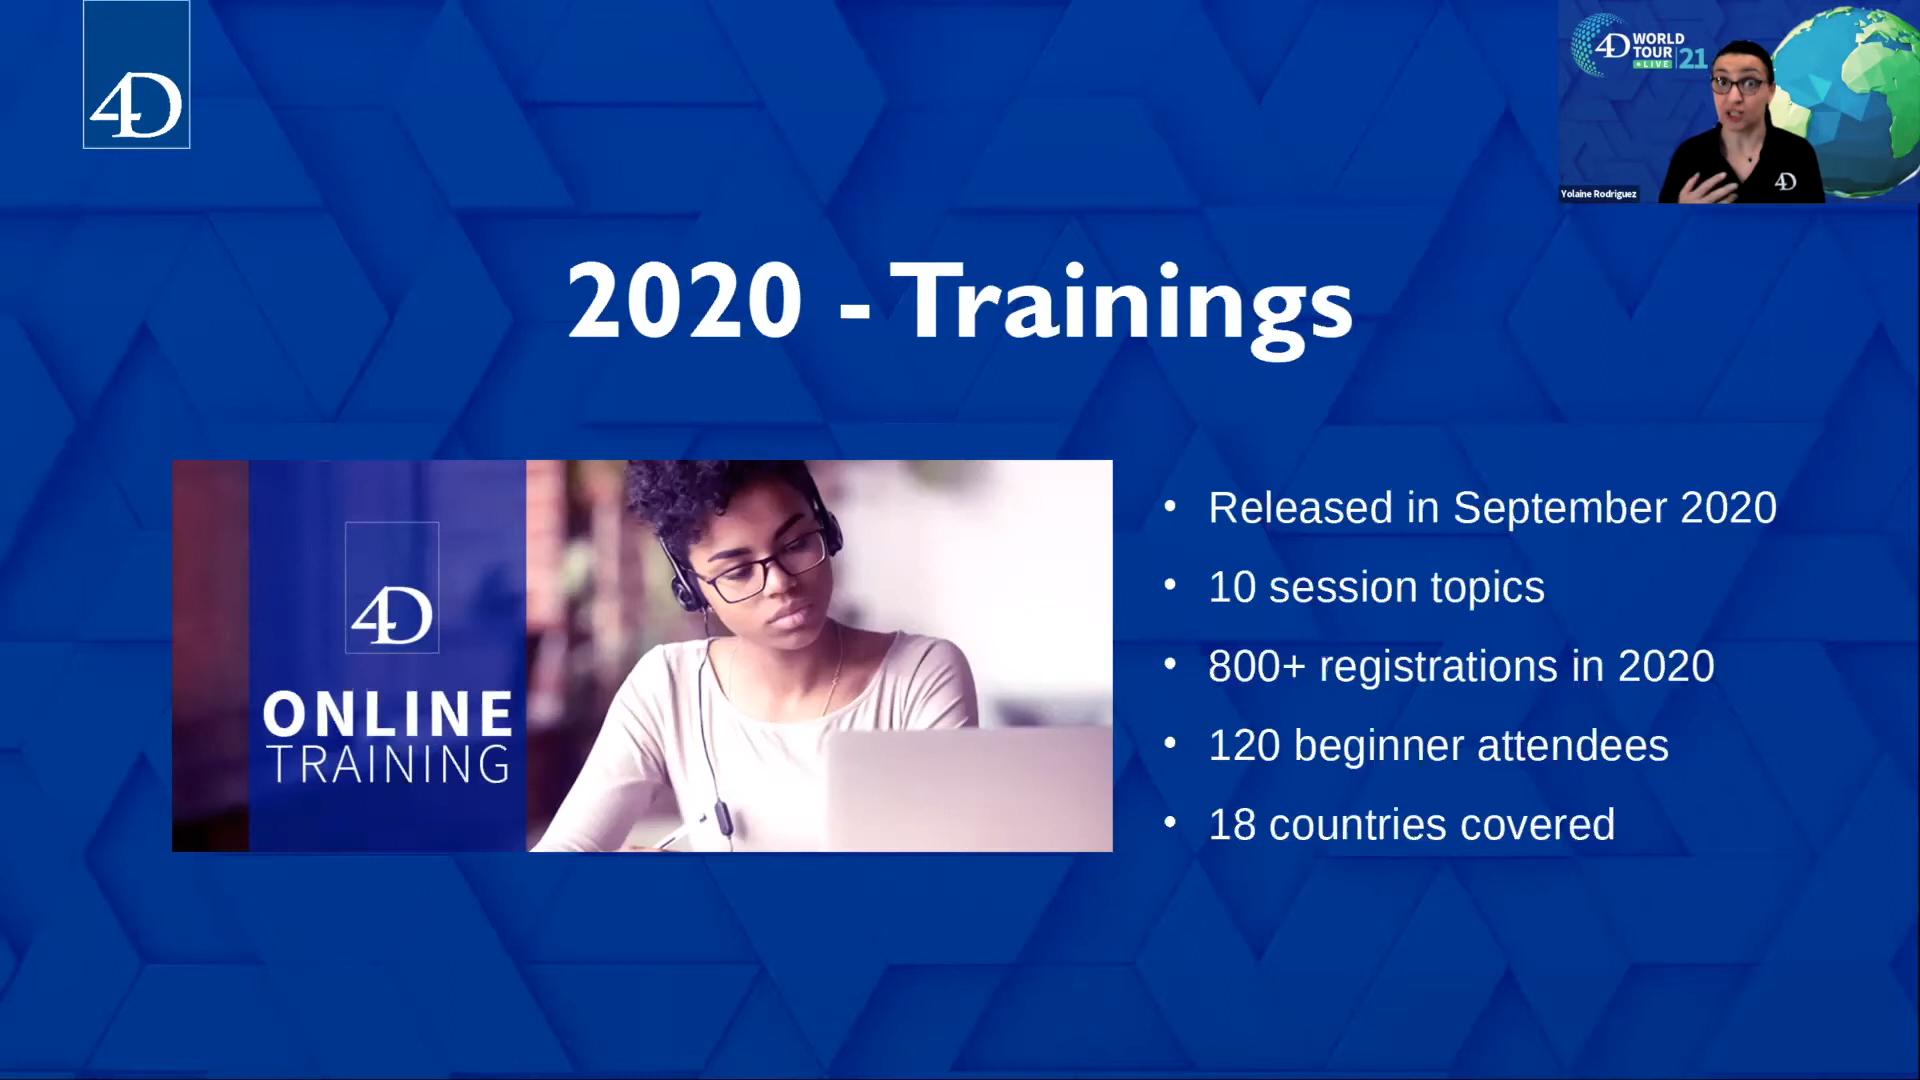 4D
4D WORLD
TOUR
LIVE 21
4D
Yolaine Rodriguez
2020 - Trainings
4D
ONLINE
TRAINING
• Released in September 2020
• 10 session topics
• 800+ registrations in 2020
• 120 beginner attendees
• 18 countries covered